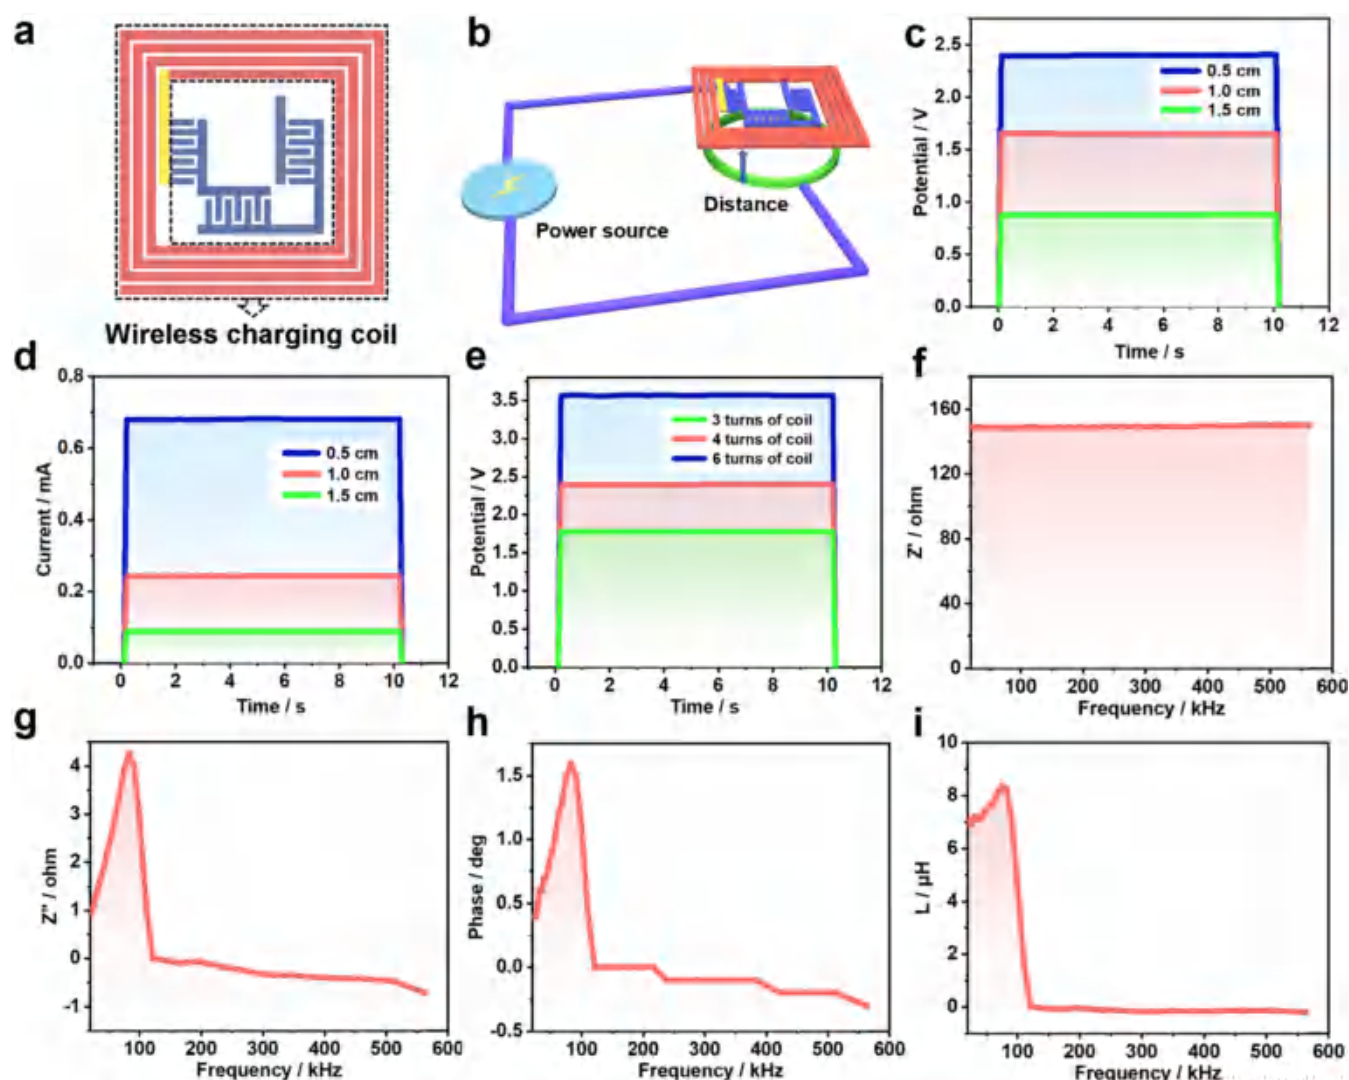 a
Wireless charging coil
b
Power source
Distance
c
Potential / V
2.5
2.0
1.5
1.0
0.5
0.0
0.5 cm
1.0 cm
1.5 cm
0 2 4 6 8 10 12
Time / s
d
Current / mA
0.8
0.6
0.4
0.2
0.0
0.5 cm
1.0 cm
1.5 cm
0 2 4 6 8 10 12
Time / s
e
Potential / V
3.5
3.0
2.5
2.0
1.5
1.0
0.5
0.0
3 turns of coil
4 turns of coil
6 turns of coil
0 2 4 6 8 10 12
Time / s
f
Z' / ohm
160
120
80
40
0
100 200 300 400 500 600
Frequency / kHz
g
Z'' / ohm
4
3
2
1
0
-1
100 200 300 400 500 600
Frequency / kHz
h
Phase / deg
1.5
1.0
0.5
0.0
-0.5
100 200 300 400 500 600
Frequency / kHz
i
L / μH
10
8
6
4
2
0
100 200 300 400 500 600
Frequency / kHz